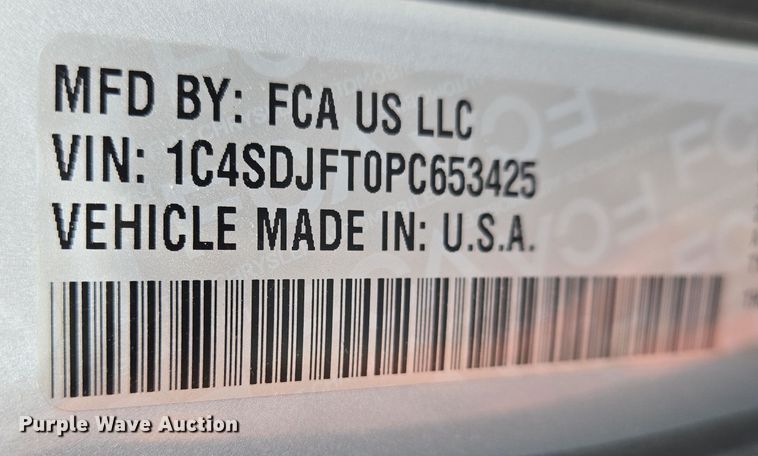 MFD BY: FCA US LLC
VIN: 1C4SDJFT0PC653425
VEHICLE MADE IN: U.S.A.
Purple Wave Auction